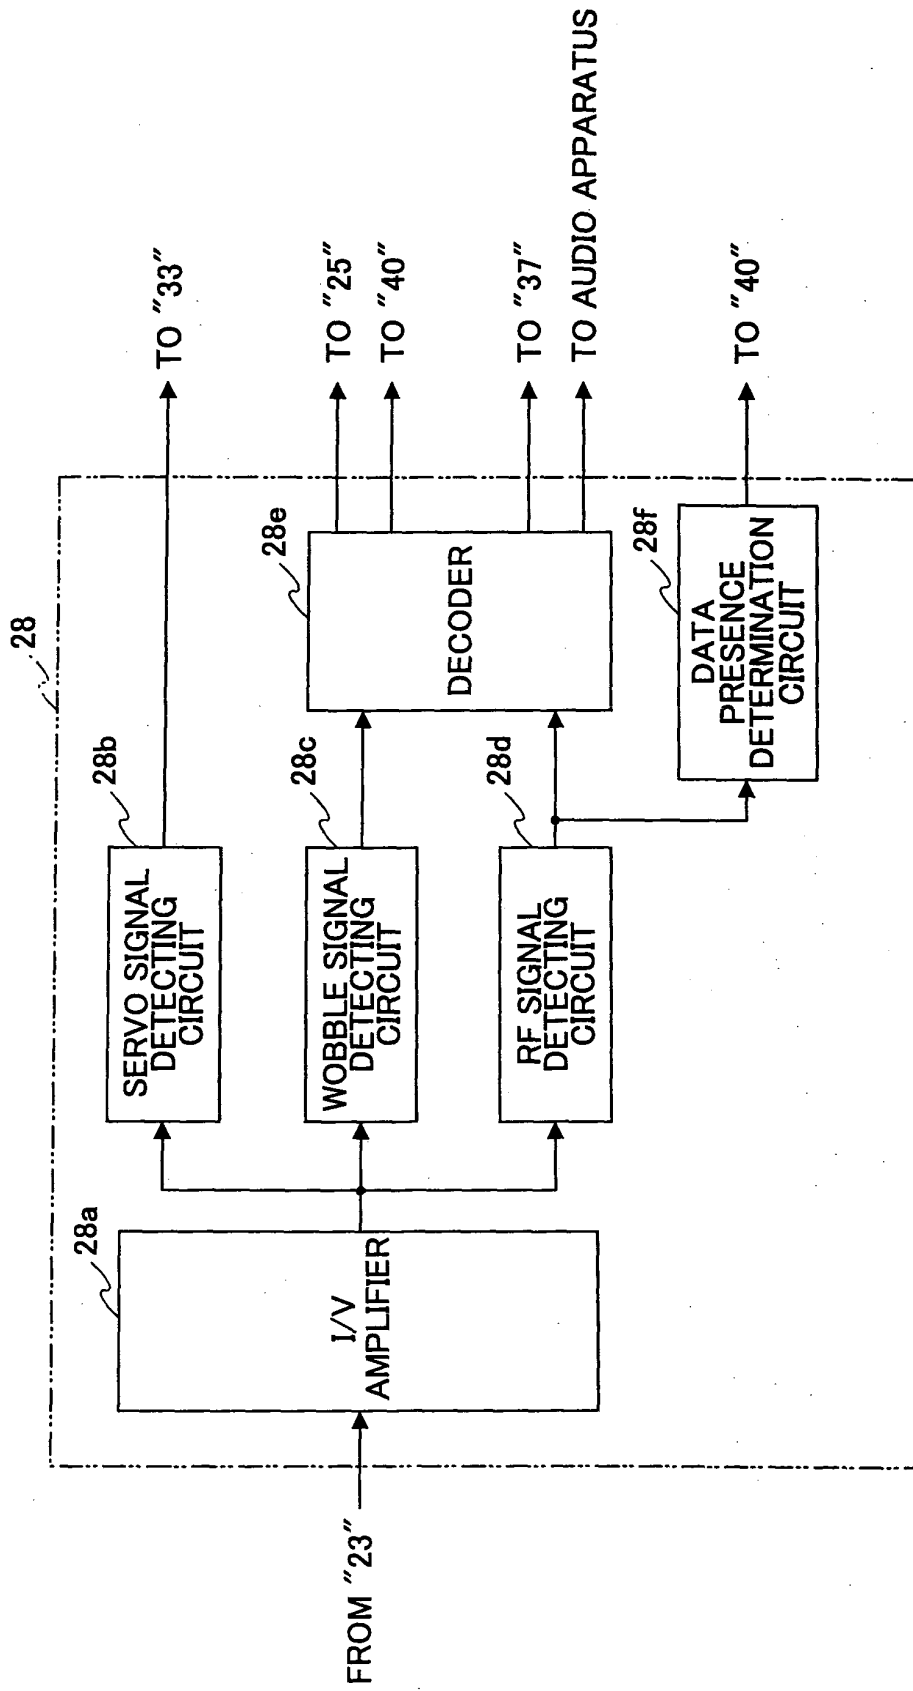 28
FROM "23"
28a
I/V
AMPLIFIER
28b
SERVO SIGNAL
DETECTING
CIRCUIT
TO "33"
28c
WOBBLE SIGNAL
DETECTING
CIRCUIT
28d
RF SIGNAL
DETECTING
CIRCUIT
28e
DECODER
TO "25"
TO "40"
TO "37"
TO AUDIO APPARATUS
28f
DATA
PRESENCE
DETERMINATION
CIRCUIT
TO "40"